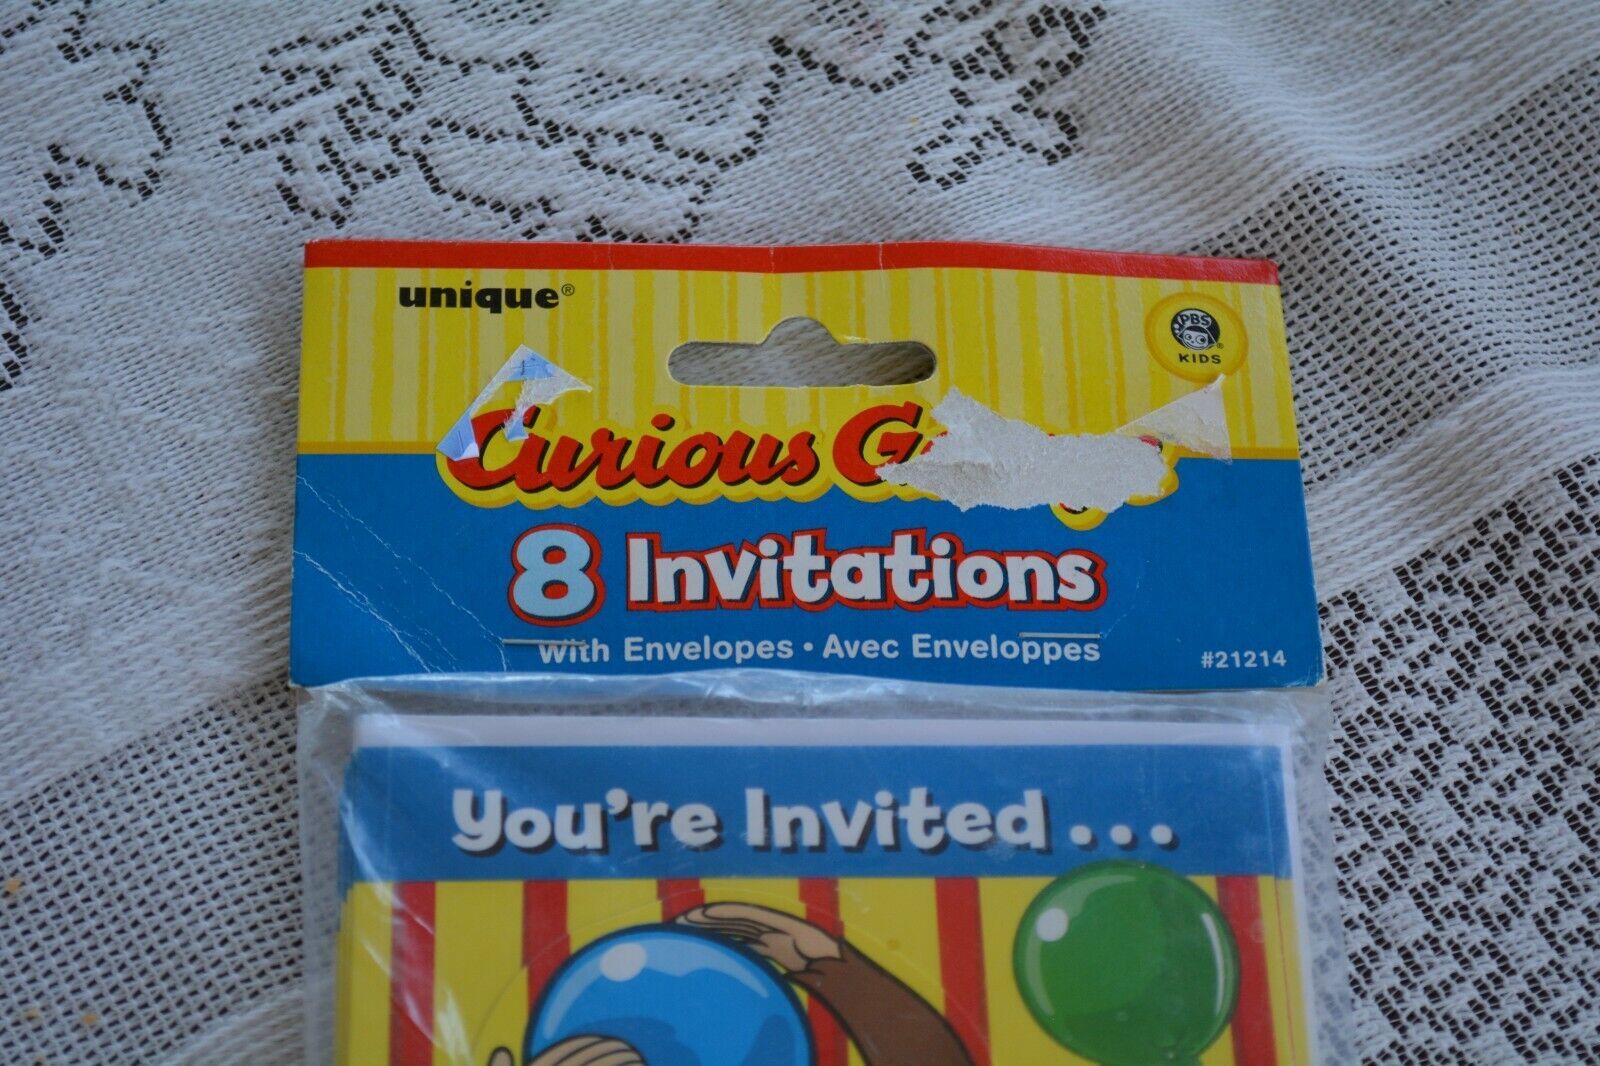 unique®
PBS
KIDS
Curious
8 Invitations
with Envelopes • Avec Enveloppes
#21214
You're Invited...